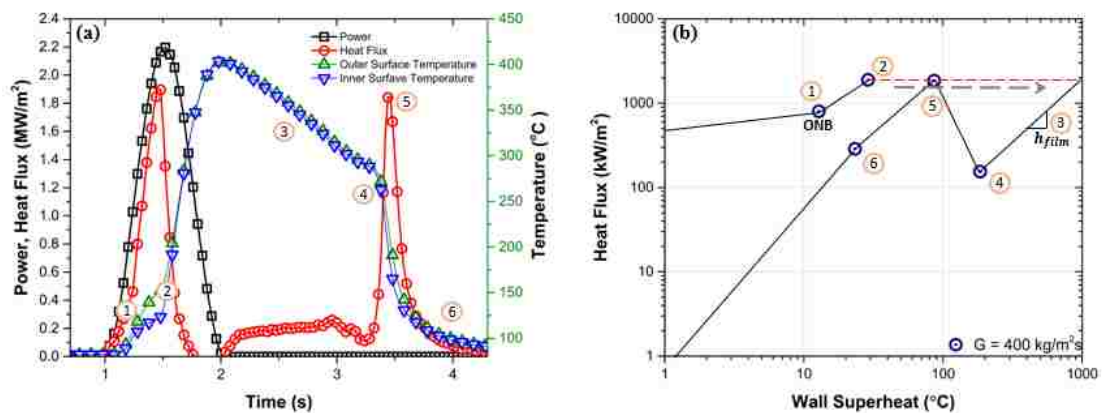 (a)
Power
Heat Flux
Outer Surface Temperature
Inner Surfave Temperature
Power, Heat Flux (MW/m²)
2.2
2.0
1.8
1.6
1.4
1.2
1.0
0.8
0.6
0.4
0.2
0.0
450
400
350
300
250
200
150
100
Temperature (°C)
1
2
3
4
5
6
1 2 3 4
Time (s)
(b)
Heat Flux (kW/m²)
10000
1000
100
10
1
1
2
ONB
5
3
h_film
6
4
G = 400 kg/m²s
1 10 100 1000
Wall Superheat (°C)